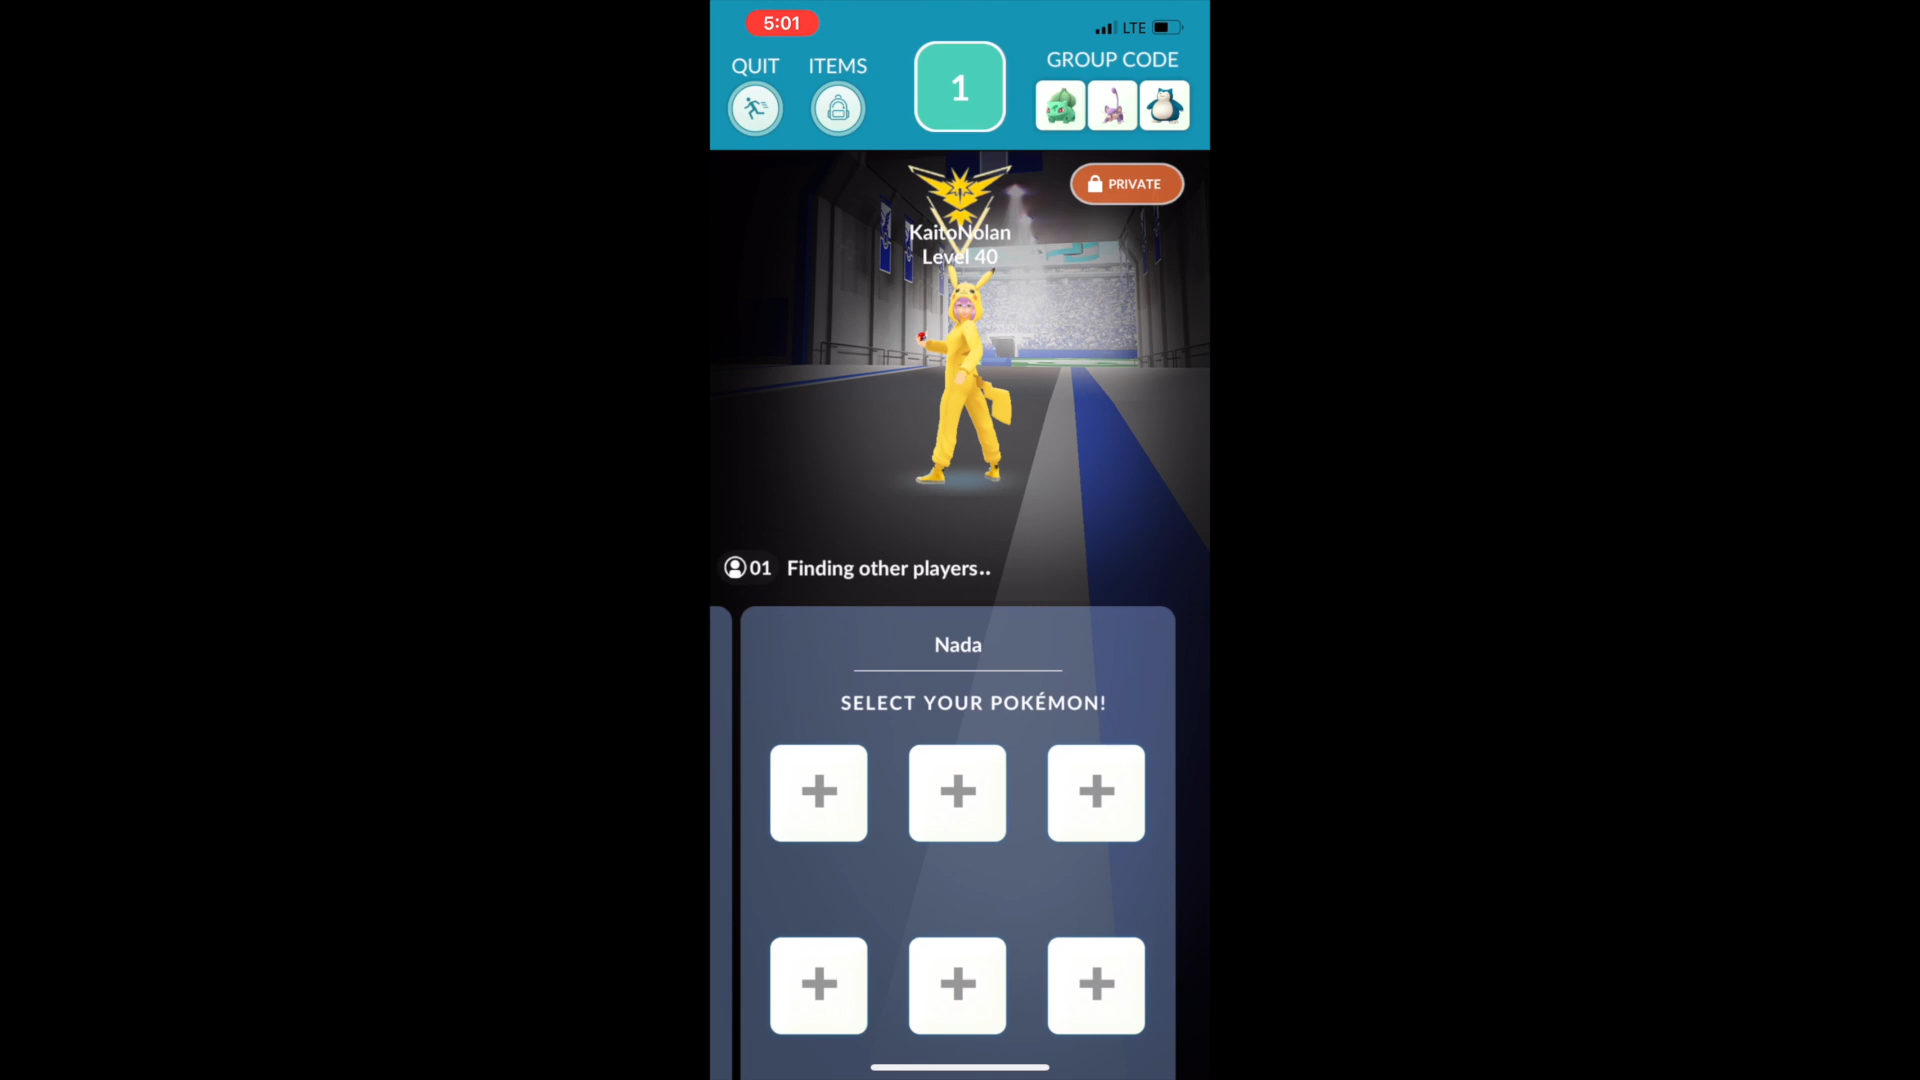 5:01
LTE
QUIT
ITEMS
1
GROUP CODE
PRIVATE
KaitoNolan
Level 40
01 Finding other players..
Nada
SELECT YOUR POKÉMON!